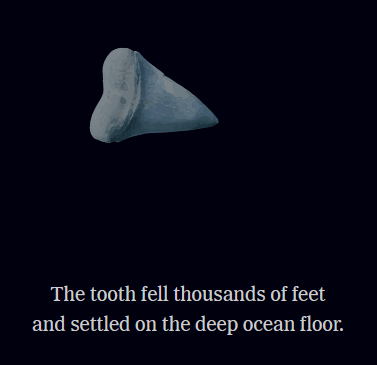 The tooth fell thousands of feet
and settled on the deep ocean floor.